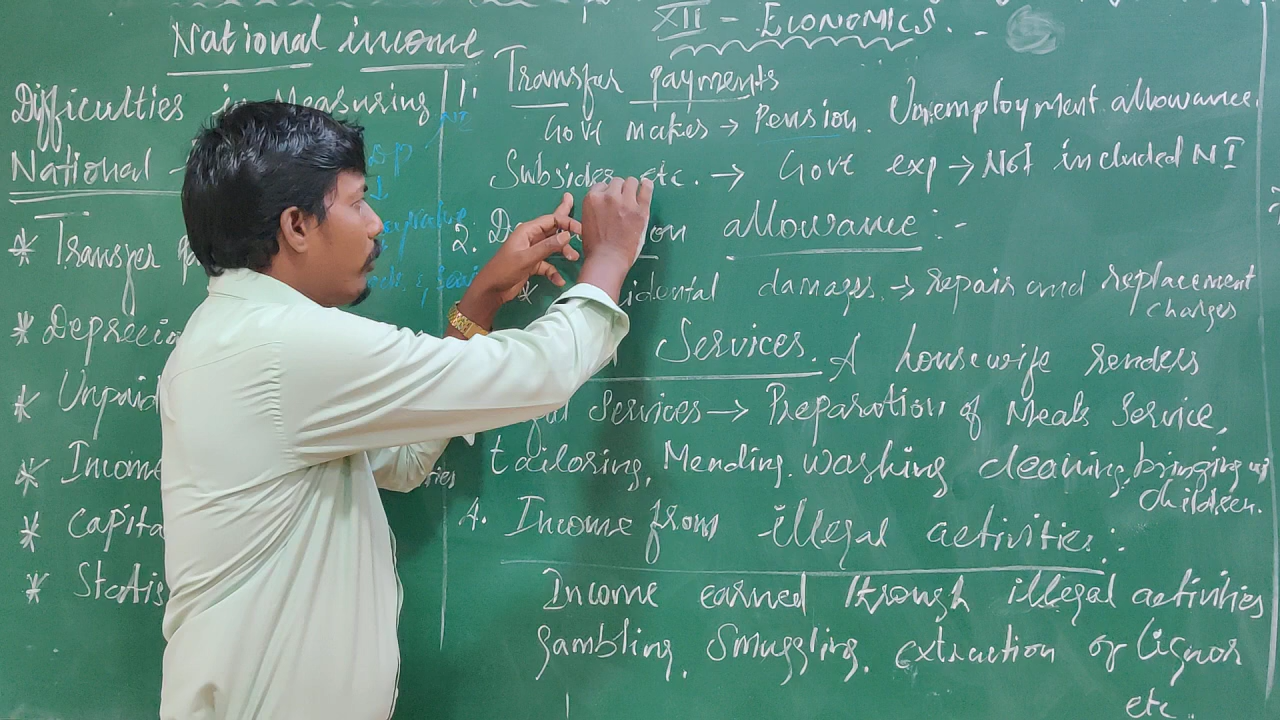 National income
Difficulties in Measuring
NI
National
* Transfer
* Deprecia
* Unpaid
* Income
* Capita
* Statis
XII - ECONOMICS.
1. Transfer payments
Govt makes → Pension. Unemployment allowance.
Subsides etc. → Govt exp → Not included NI
2. De on allowance :-
* idental damages → repair and replacement
charges
Services. A housewife renders
Services → Preparation of Meals Service,
tailoring, Mending. washing cleaning, bringing up
children.
4. Income from illegal activities :-
Income earned through illegal activities
gambling. Smuggling. extraction of liquor
etc.